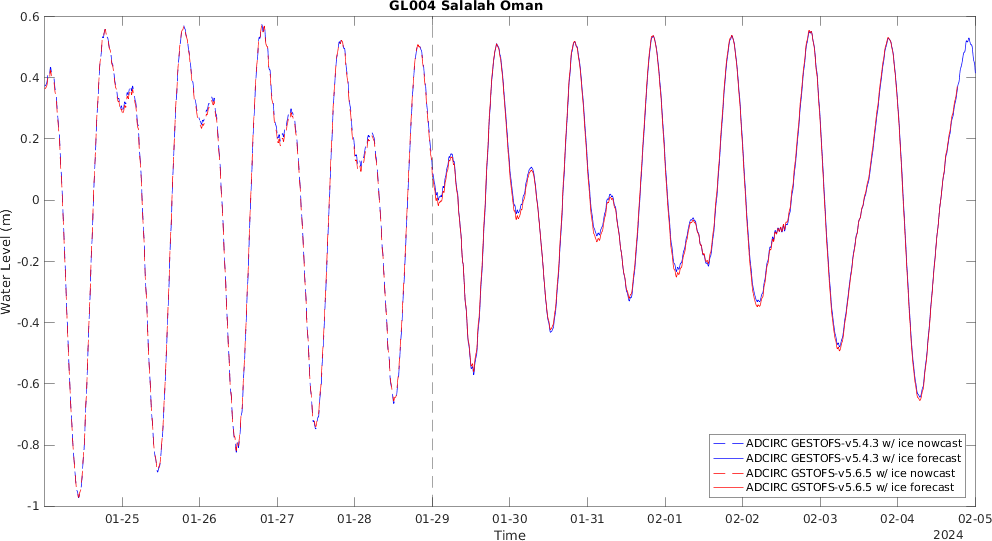 GL004 Salalah Oman
0.6
0.4
0.2
0
-0.2
-0.4
-0.6
-0.8
-1
Water Level (m)
ADCIRC GESTOFS-v5.4.3 w/ ice nowcast
ADCIRC GESTOFS-v5.4.3 w/ ice forecast
ADCIRC GSTOFS-v5.6.5 w/ ice nowcast
ADCIRC GSTOFS-v5.6.5 w/ ice forecast
01-25 01-26 01-27 01-28 01-29 01-30 01-31 02-01 02-02 02-03 02-04 02-05
Time
2024